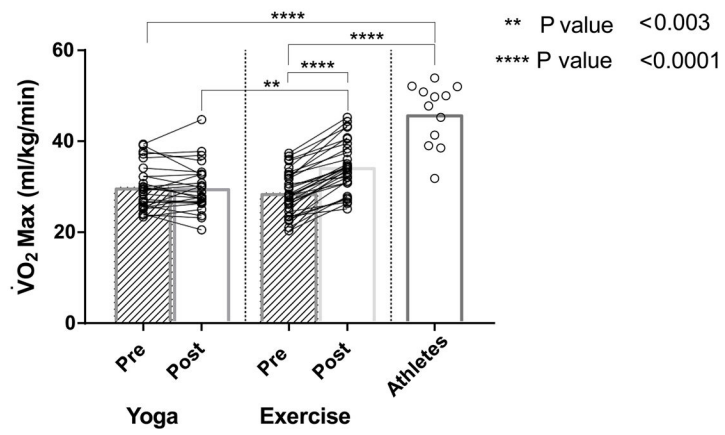 **** 
** P value <0.003
**** P value <0.0001
****
****
**
60
40
20
0
V̇O2 Max (ml/kg/min)
Pre
Post
Pre
Post
Athletes
Yoga
Exercise